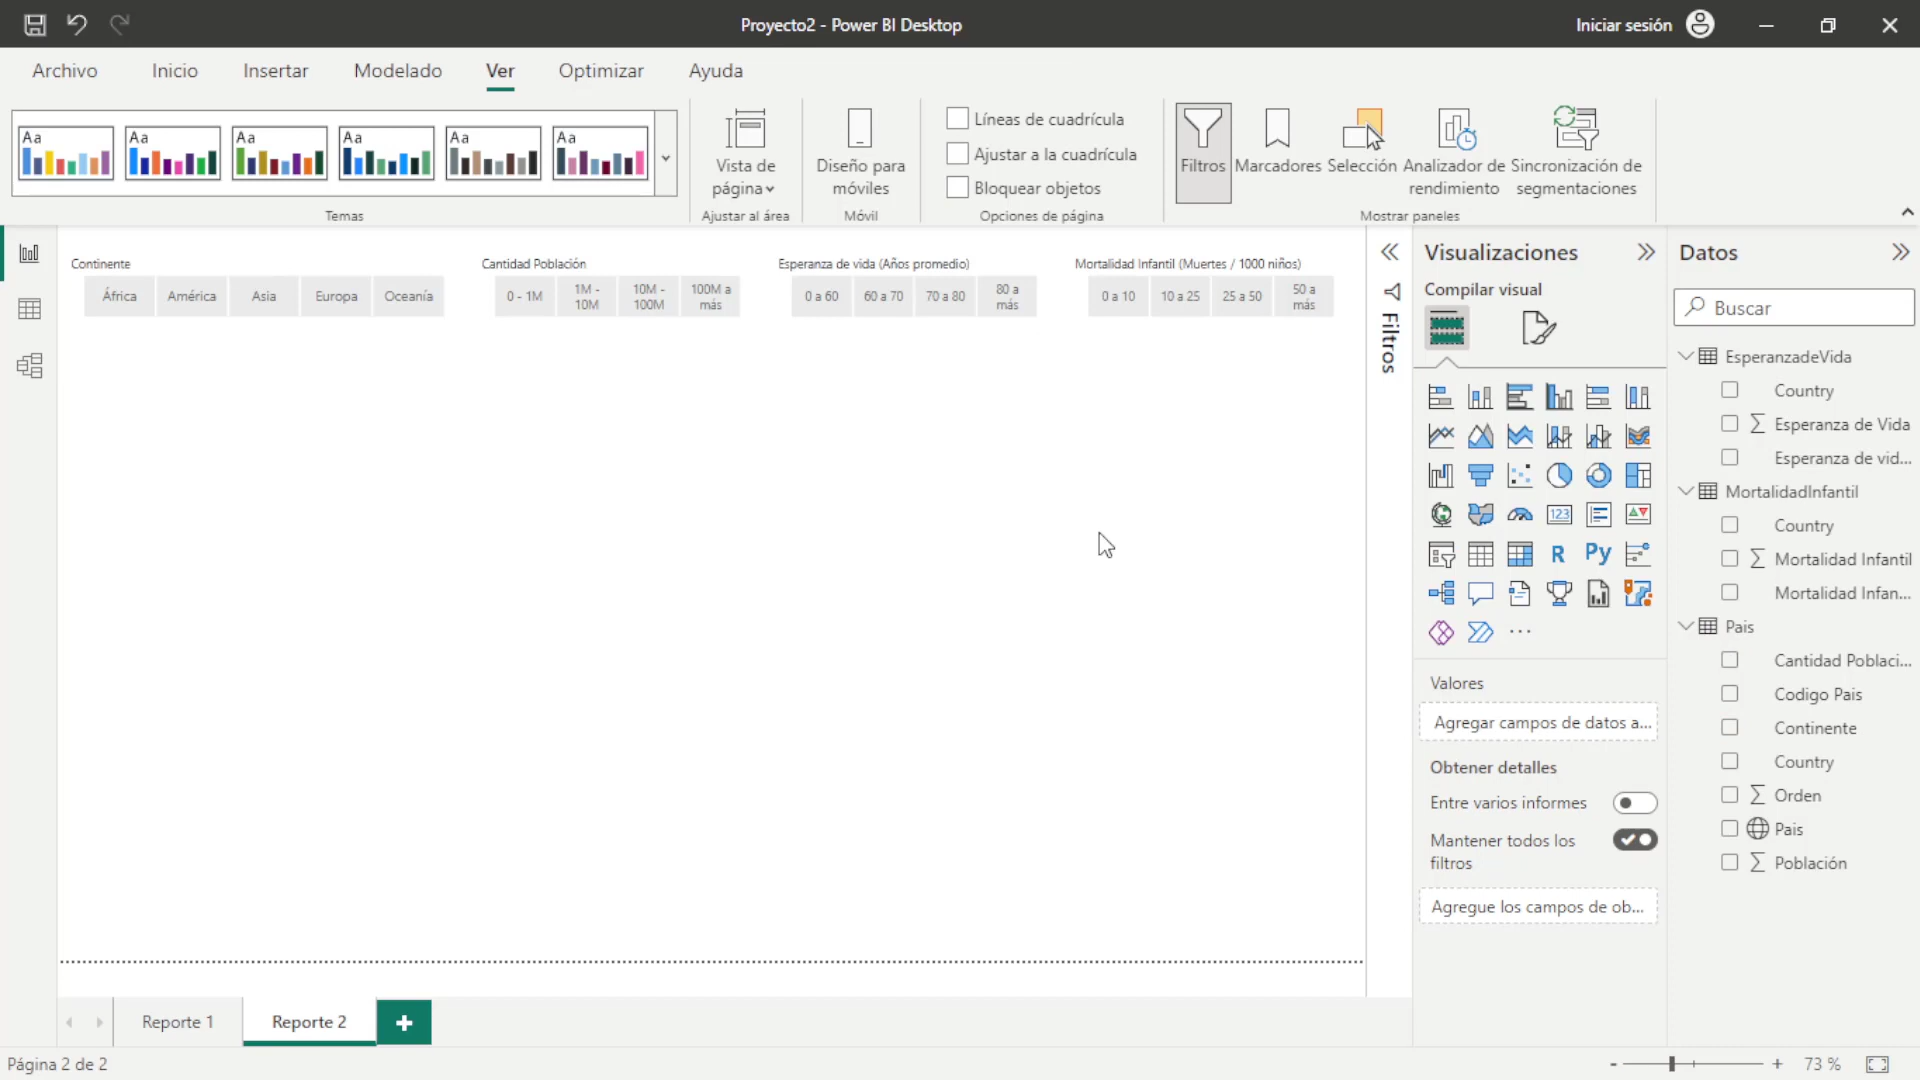 Proyecto2 - Power BI Desktop
Iniciar sesión
Archivo
Inicio
Insertar
Modelado
Ver
Optimizar
Ayuda
Aa
Aa
Aa
Aa
Aa
Aa
Temas
Vista de
página
Ajustar al área
Diseño para
móviles
Móvil
Líneas de cuadrícula
Ajustar a la cuadrícula
Bloquear objetos
Opciones de página
Filtros
Marcadores
Selección
Analizador de
rendimiento
Sincronización de
segmentaciones
Mostrar paneles
Continente
África
América
Asia
Europa
Oceanía
Cantidad Población
0 - 1M
1M -
10M
10M -
100M
100M a
más
Esperanza de vida (Años promedio)
0 a 60
60 a 70
70 a 80
80 a
más
Mortalidad Infantil (Muertes / 1000 niños)
0 a 10
10 a 25
25 a 50
50 a
más
Filtros
Visualizaciones
Compilar visual
123
R
Py
Valores
Agregar campos de datos a...
Obtener detalles
Entre varios informes
Mantener todos los
filtros
Agregue los campos de ob...
Datos
Buscar
EsperanzadeVida
Country
Esperanza de Vida
Esperanza de vid...
MortalidadInfantil
Country
Mortalidad Infantil
Mortalidad Infan...
Pais
Cantidad Poblaci...
Codigo Pais
Continente
Country
Orden
Pais
Población
Reporte 1
Reporte 2
Página 2 de 2
73 %